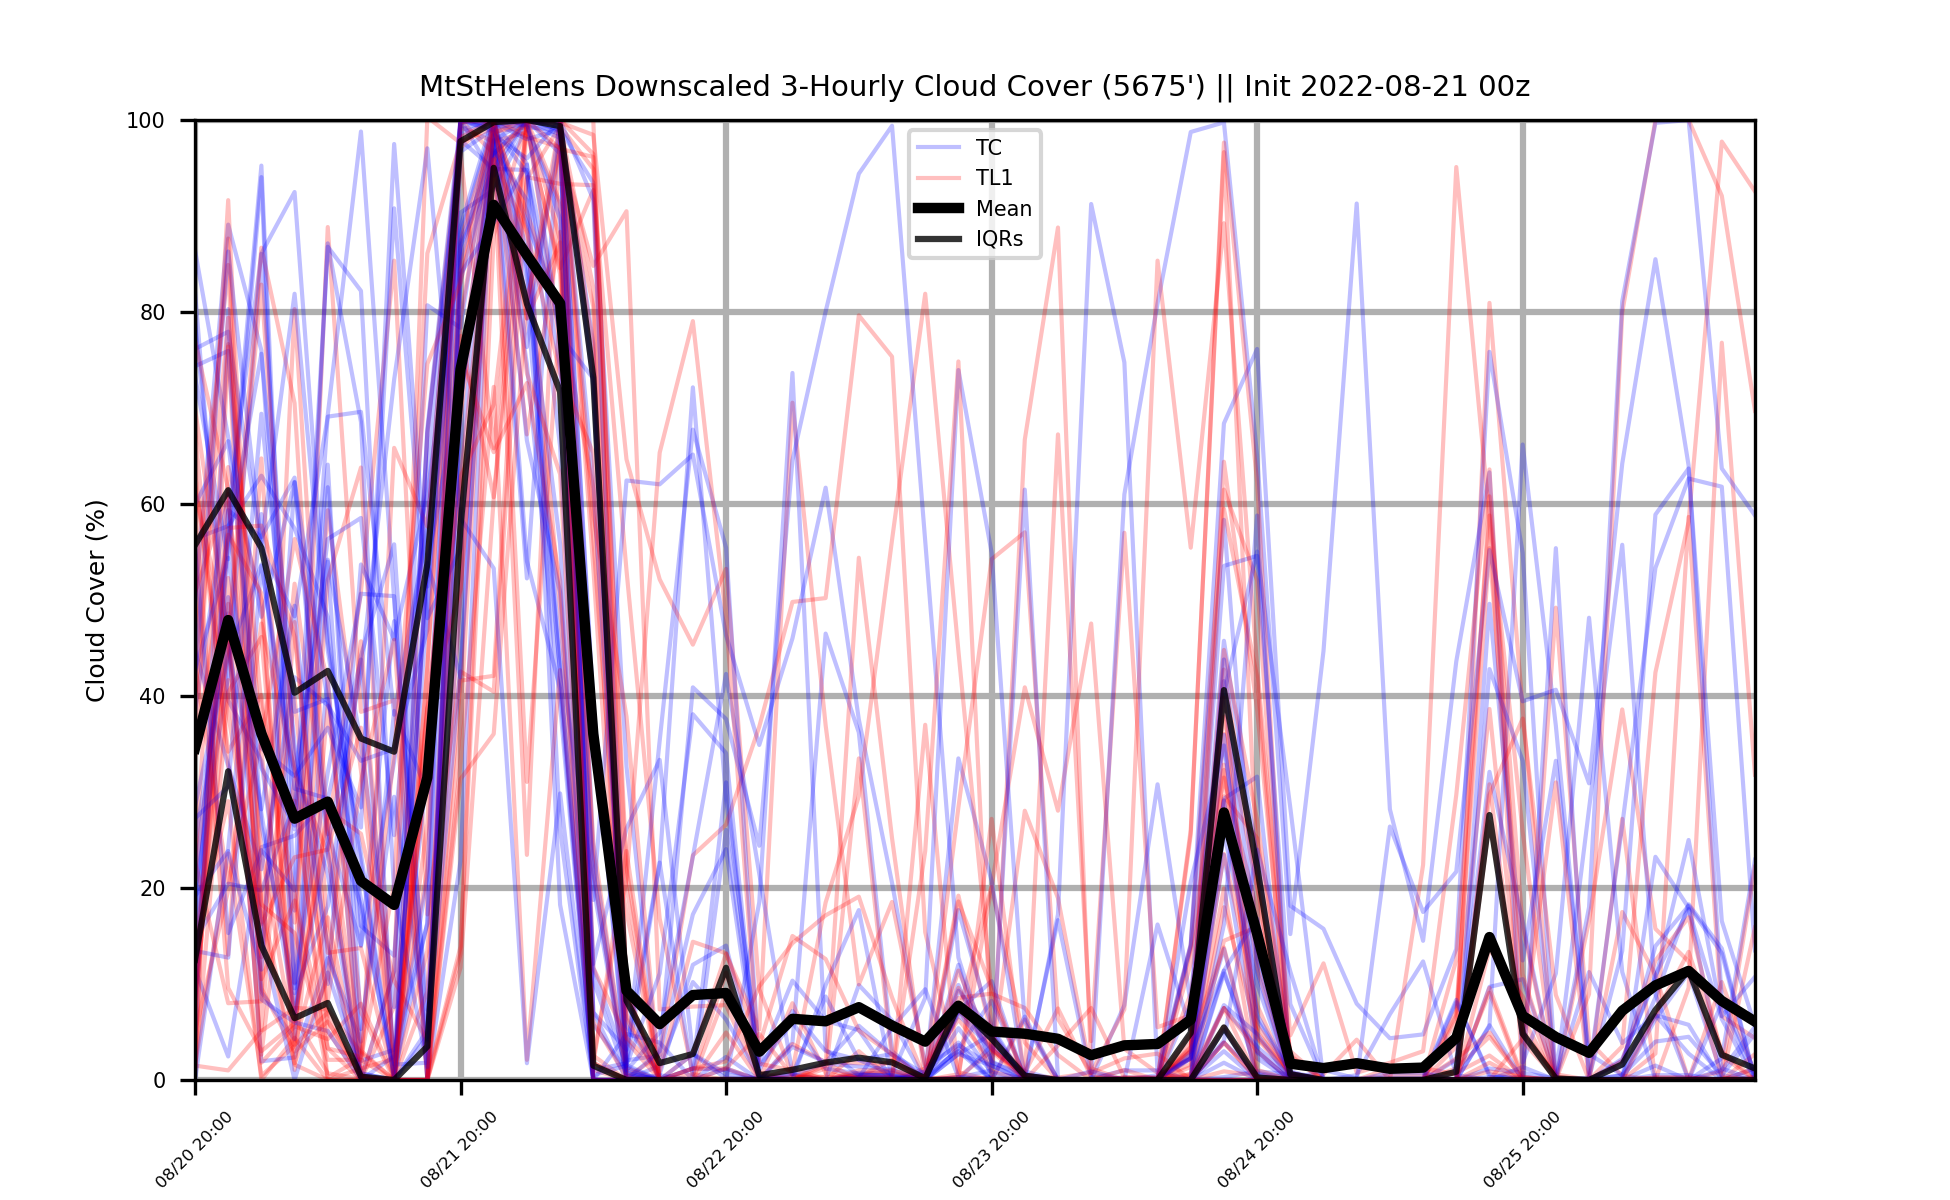 MtStHelens Downscaled 3-Hourly Cloud Cover (5675') || Init 2022-08-21 00z
Cloud Cover (%)
100
80
60
40
20
0
TC
TL1
Mean
IQRs
08/20 20:00
08/21 20:00
08/22 20:00
08/23 20:00
08/24 20:00
08/25 20:00